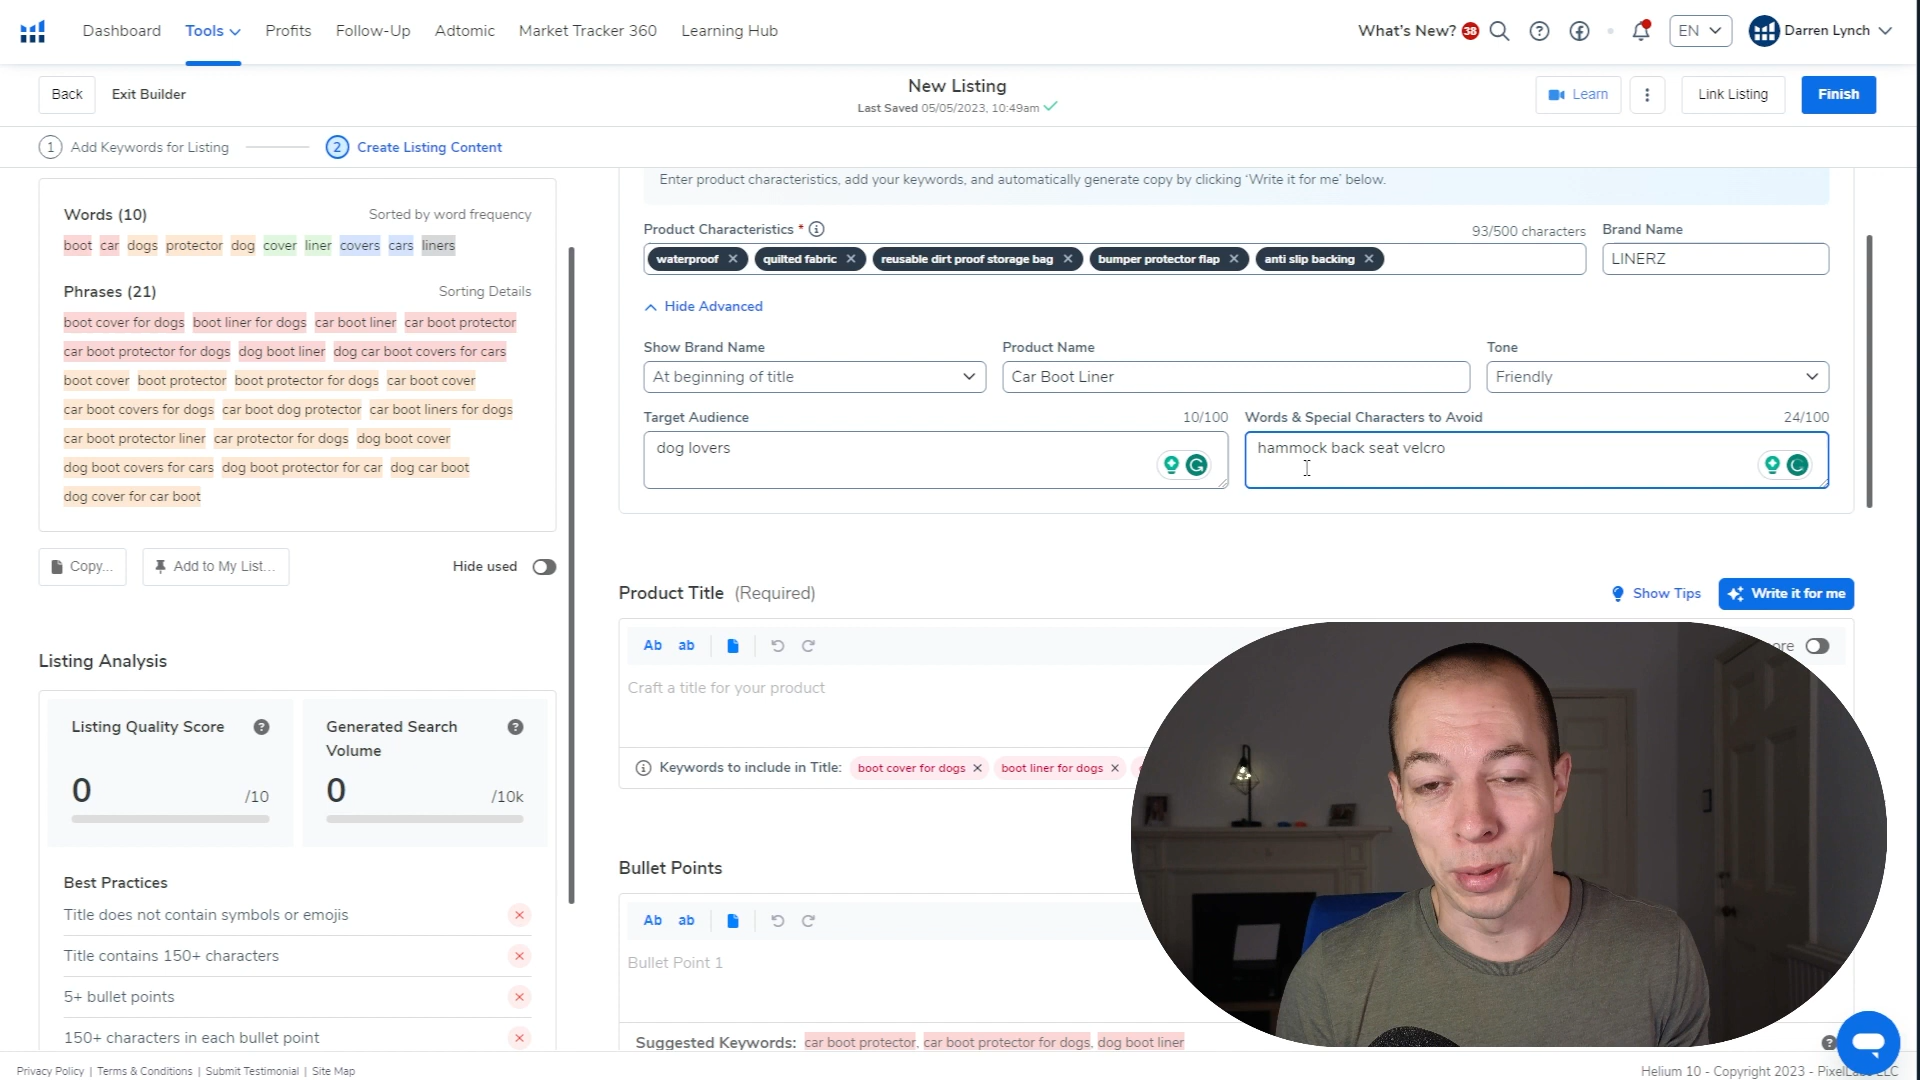 Dashboard
Tools
Profits
Follow-Up
Adtomic
Market Tracker 360
Learning Hub
What's New? 38
EN
Darren Lynch
Back
Exit Builder
New Listing
Last Saved 05/05/2023, 10:49am
Learn
Link Listing
Finish
1 Add Keywords for Listing
2 Create Listing Content
Words (10)
Sorted by word frequency
boot car dogs protector dog cover liner covers cars liners
Phrases (21)
Sorting Details
boot cover for dogs boot liner for dogs car boot liner car boot protector
car boot protector for dogs dog boot liner dog car boot covers for cars
boot cover boot protector boot protector for dogs car boot cover
car boot covers for dogs car boot dog protector car boot liners for dogs
car boot protector liner car protector for dogs dog boot cover
dog boot covers for cars dog boot protector for car dog car boot
dog cover for car boot
Copy...
Add to My List...
Hide used
Listing Analysis
Listing Quality Score
0 /10
Generated Search
Volume
0 /10k
Best Practices
Title does not contain symbols or emojis
Title contains 150+ characters
5+ bullet points
150+ characters in each bullet point
Enter product characteristics, add your keywords, and automatically generate copy by clicking 'Write it for me' below.
Product Characteristics *
93/500 characters
Brand Name
waterproof
quilted fabric
reusable dirt proof storage bag
bumper protector flap
anti slip backing
LINERZ
Hide Advanced
Show Brand Name
Product Name
Tone
At beginning of title
Car Boot Liner
Friendly
Target Audience
10/100
Words & Special Characters to Avoid
24/100
dog lovers
hammock back seat velcro
Product Title (Required)
Show Tips
Write it for me
Ab ab
Craft a title for your product
Keywords to include in Title: boot cover for dogs boot liner for dogs
Bullet Points
Ab ab
Bullet Point 1
Suggested Keywords: car boot protector, car boot protector for dogs, dog boot liner
Privacy Policy | Terms & Conditions | Submit Testimonial | Site Map
Helium 10 - Copyright 2023 -